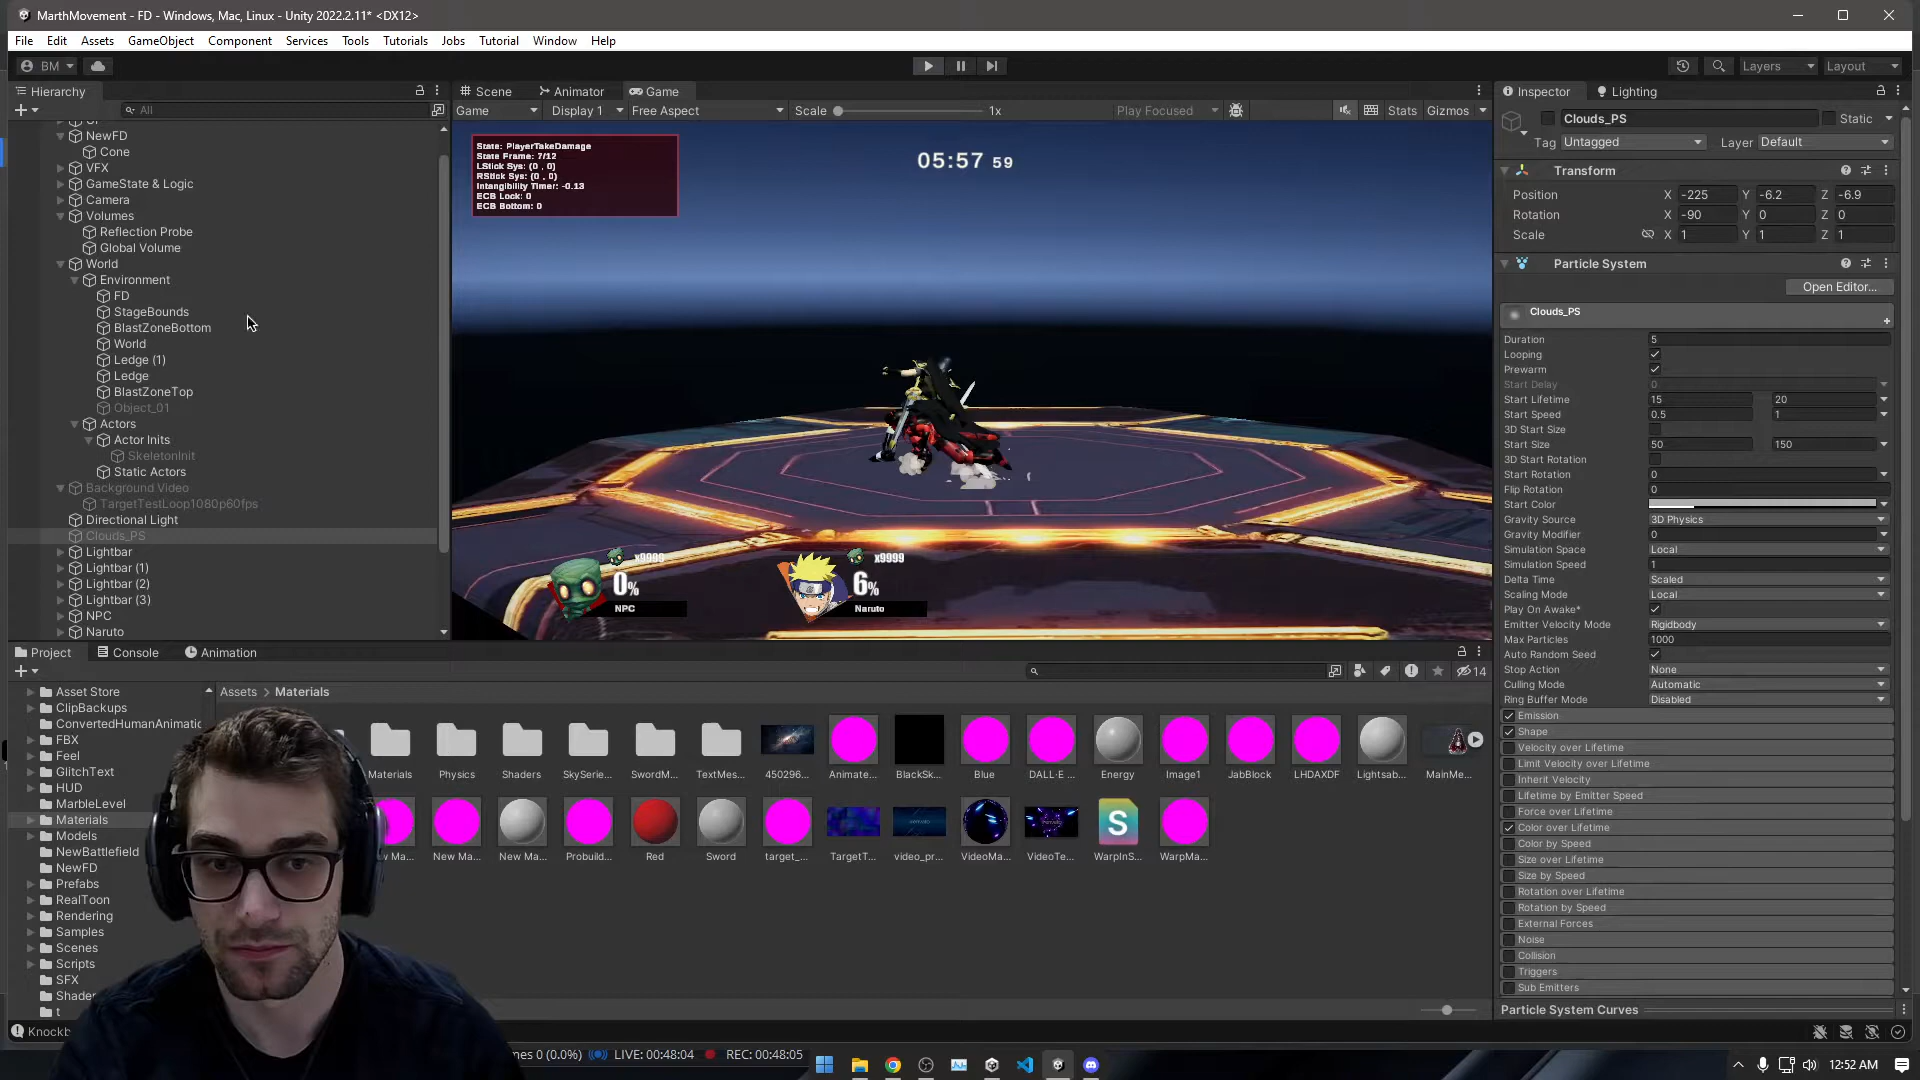 MarthMovement - FD - Windows, Mac, Linux - Unity 2022.2.11* <DX12>
File Edit Assets GameObject Component Services Tools Tutorials Jobs Tutorial Window Help
BM Layers Layout
Hierarchy
All
NewFD
Cone
VFX
GameState & Logic
Camera
Volumes
Reflection Probe
Global Volume
World
Environment
FD
StageBounds
BlastZoneBottom
World
Ledge (1)
Ledge
BlastZoneTop
Object_01
Actors
Actor Inits
SkeletonInit
Static Actors
Background Video
TargetTestLoop1080p60fps
Directional Light
Clouds_PS
Lightbar
Lightbar (1)
Lightbar (2)
Lightbar (3)
NPC
Naruto
Scene Animator Game
Game Display 1 Free Aspect Scale 1x Play Focused Stats Gizmos
State: PlayerTakeDamage
State Frame: 7/12
LStick Sys: (0 , 0)
RStick Sys: (0 , 0)
Intangibility Timer: -0.13
ECB Lock: 0
ECB Bottom: 0
05:57 59
x9999
0%
NPC
x9999
6%
Naruto
Inspector Lighting
Clouds_PS Static
Tag Untagged Layer Default
Transform
Position X -225 Y -6.2 Z -6.9
Rotation X -90 Y 0 Z 0
Scale X 1 Y 1 Z 1
Particle System
Open Editor...
Clouds_PS
Duration 5
Looping
Prewarm
Start Delay 0
Start Lifetime 15 20
Start Speed 0.5 1
3D Start Size
Start Size 50 150
3D Start Rotation
Start Rotation 0
Flip Rotation 0
Start Color
Gravity Source 3D Physics
Gravity Modifier 0
Simulation Space Local
Simulation Speed 1
Delta Time Scaled
Scaling Mode Local
Play On Awake*
Emitter Velocity Mode Rigidbody
Max Particles 1000
Auto Random Seed
Stop Action None
Culling Mode Automatic
Ring Buffer Mode Disabled
Emission
Shape
Velocity over Lifetime
Limit Velocity over Lifetime
Inherit Velocity
Lifetime by Emitter Speed
Force over Lifetime
Color over Lifetime
Color by Speed
Size over Lifetime
Size by Speed
Rotation over Lifetime
Rotation by Speed
External Forces
Noise
Collision
Triggers
Sub Emitters
Particle System Curves
Project Console Animation
14
Asset Store
ClipBackups
ConvertedHumanAnimatic
FBX
Feel
GlitchText
HUD
MarbleLevel
Materials
Models
NewBattlefield
NewFD
Prefabs
RealToon
Rendering
Samples
Scenes
Scripts
SFX
Shader
t
Assets > Materials
Materials Physics Shaders SkySerie... SwordM... TextMes... 450296... Animate... BlackSk... Blue DALL·E ... Energy Image1 JabBlock LHDAXDF Lightsab... MainMe...
New Ma... New Ma... Probuild... Red Sword target_... TargetT... video_pr... VideoMa... VideoTe... WarpInS... WarpMa...
S
Knockb
mes 0 (0.0%) LIVE: 00:48:04 REC: 00:48:05
12:52 AM